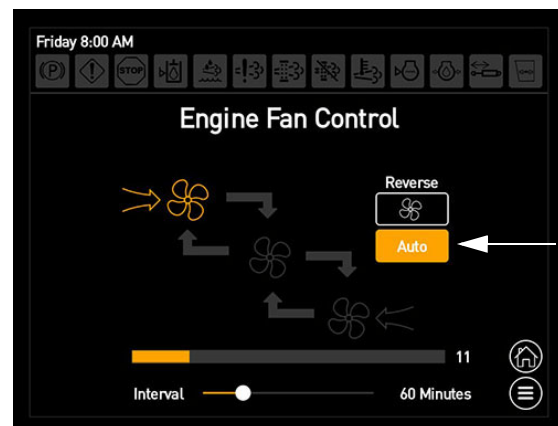 Friday 8:00 AM
(P)
STOP
Engine Fan Control
Reverse
Auto
11
Interval
60 Minutes